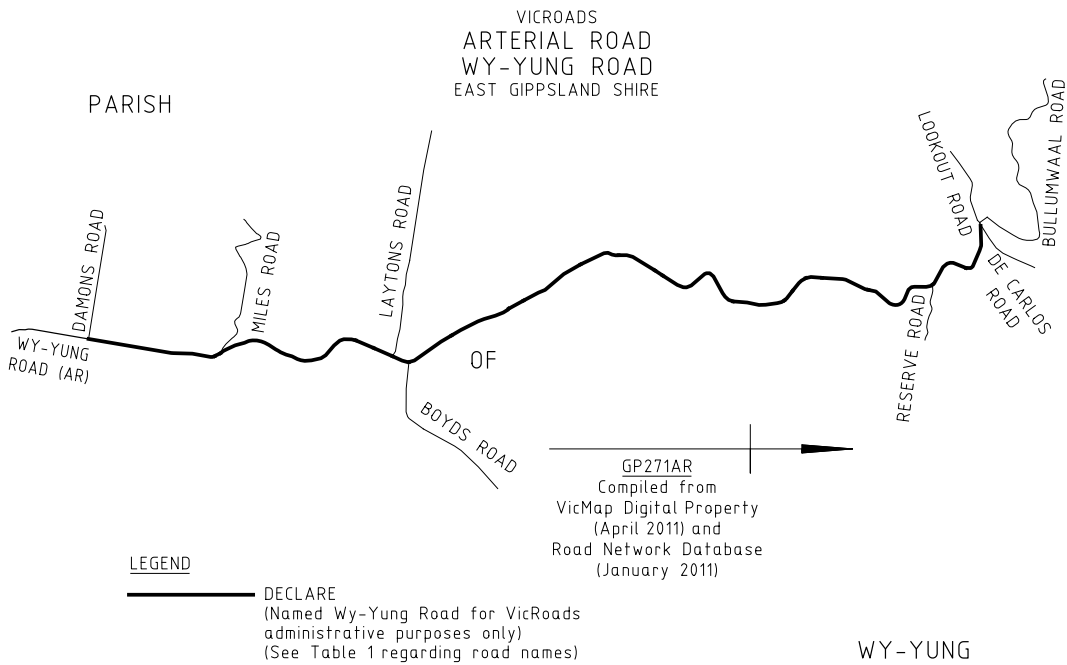 VICROADS
ARTERIAL ROAD
WY-YUNG ROAD
EAST GIPPSLAND SHIRE
PARISH
LOOKOUT ROAD
BULLUMWAAL ROAD
DAMONS ROAD
MILES ROAD
LAYTONS ROAD
DE CARLOS
ROAD
WY-YUNG
ROAD (AR)
OF
RESERVE ROAD
BOYDS ROAD
GP271AR
Compiled from
VicMap Digital Property
(April 2011) and
Road Network Database
(January 2011)
LEGEND
DECLARE
(Named Wy-Yung Road for VicRoads
administrative purposes only)
(See Table 1 regarding road names)
WY-YUNG